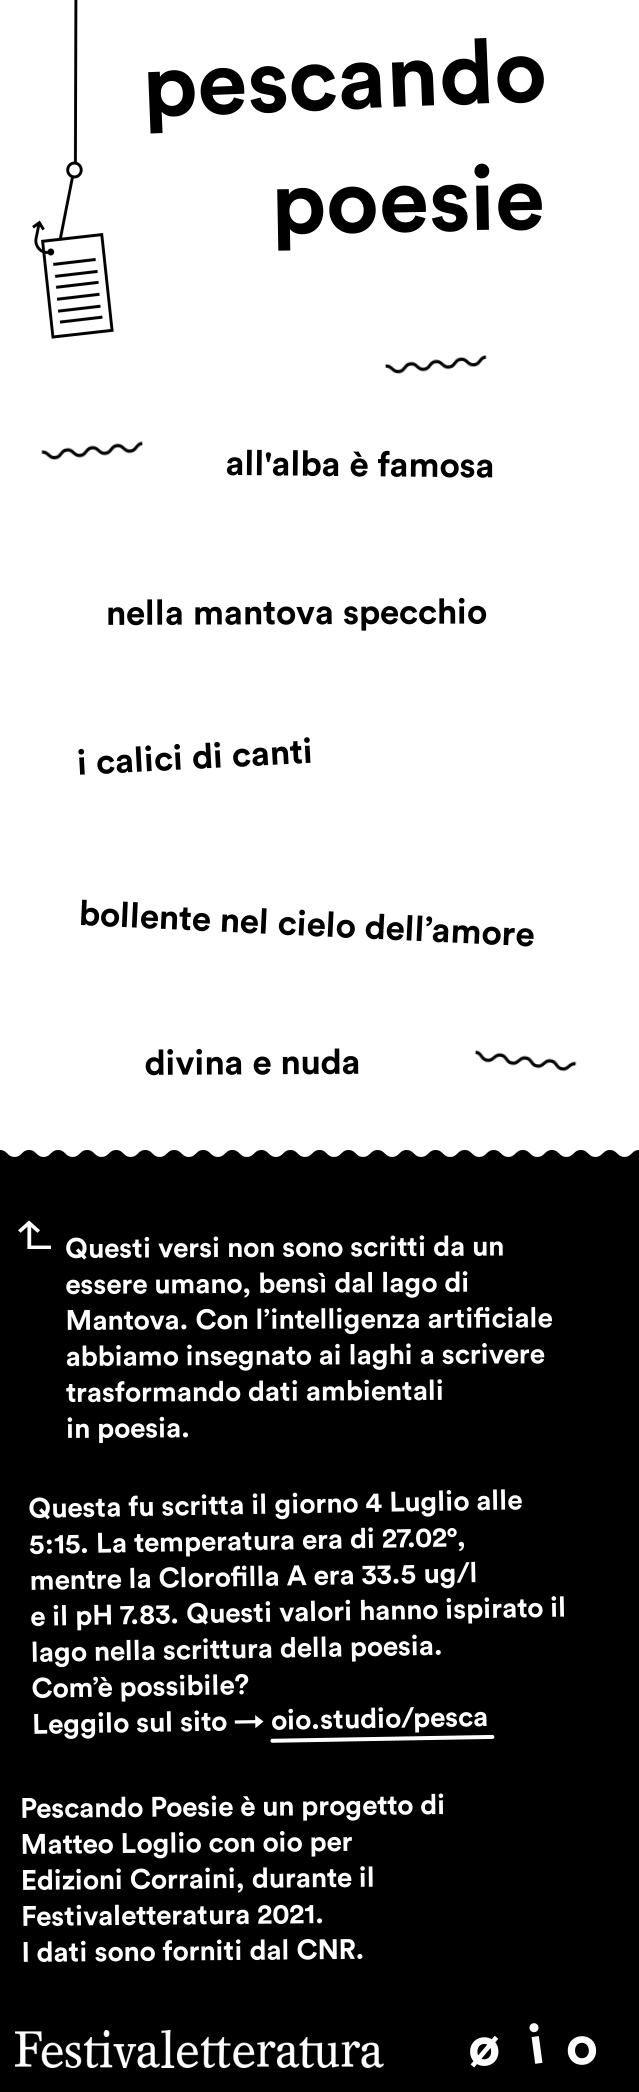 pescando
poesie
all'alba è famosa
nella mantova specchio
i calici di canti
bollente nel cielo dell’amore
divina e nuda
Questi versi non sono scritti da un
essere umano, bensì dal lago di
Mantova. Con l’intelligenza artificiale
abbiamo insegnato ai laghi a scrivere
trasformando dati ambientali
in poesia.
Questa fu scritta il giorno 4 Luglio alle
5:15. La temperatura era di 27.02°,
mentre la Clorofilla A era 33.5 ug/l
e il pH 7.83. Questi valori hanno ispirato il
lago nella scrittura della poesia.
Com’è possibile?
Leggilo sul sito → oio.studio/pesca
Pescando Poesie è un progetto di
Matteo Loglio con oio per
Edizioni Corraini, durante il
Festivaletteratura 2021.
I dati sono forniti dal CNR.
Festivaletteratura ø i o